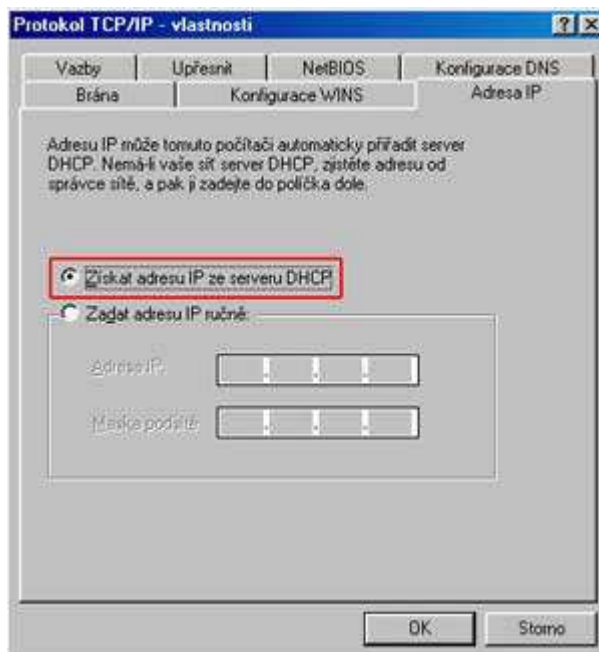 Protokol TCP/IP - vlastnosti
Vazby Upřesnit NetBIOS Konfigurace DNS
Brána Konfigurace WINS Adresa IP
Adresu IP může tomuto počítači automaticky přiřadit server
DHCP. Nemá-li vaše síť server DHCP, zjistěte adresu od
správce sítě, a pak ji zadejte do políčka dole.
Získat adresu IP ze serveru DHCP
Zadat adresu IP ručně:
Adresa IP:
Maska podsítě:
OK Storno